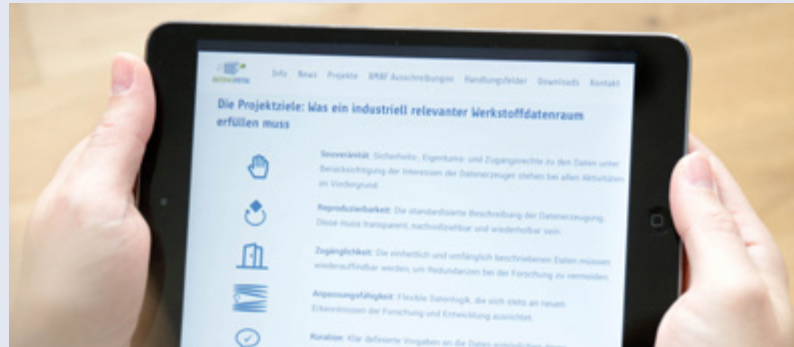 Info News Projekte BMBF Ausschreibungen Handlungsfelder Downloads Kontakt
Die Projektziele: Was ein industriell relevanter Werkstoffdatenraum
erfüllen muss
Souveränität: Sicherheits-, Eigentums- und Zugangsrechte zu den Daten unter
Berücksichtigung der Interessen der Datenerzeuger stehen bei allen Aktivitäten
im Vordergrund.
Reproduzierbarkeit: Die standardisierte Beschreibung der Datenerzeugung.
Diese muss transparent, nachvollziehbar und wiederholbar sein.
Zugänglichkeit: Die einheitlich und umfänglich beschriebenen Daten müssen
wiederauffindbar werden, um Redundanzen bei der Forschung zu vermeiden.
Anpassungsfähigkeit: Flexible Datenlogik, die sich stets an neuen
Erkenntnissen der Forschung und Entwicklung ausrichtet.
Kuration: Klar definierte Vorgaben an die Daten ermöglichen deren